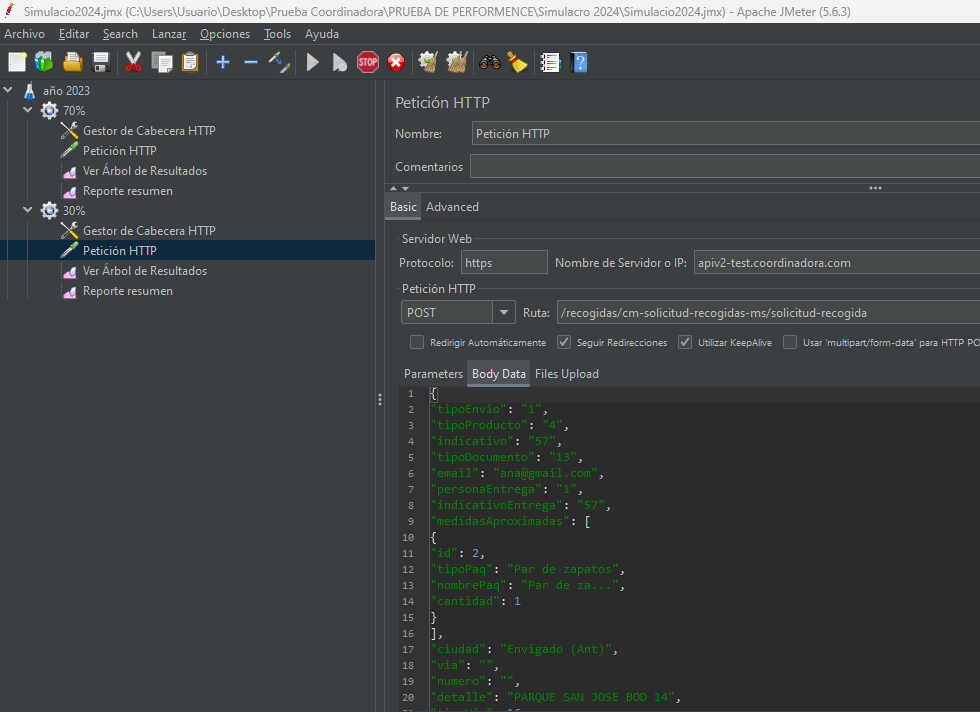 Simulacio2024.jmx (C:\Users\Usuario\Desktop\Prueba Coordinadora\PRUEBA DE PERFORMENCE\Simulacro 2024\Simulacio2024.jmx) - Apache JMeter (5.6.3)
Archivo Editar Search Lanzar Opciones Tools Ayuda
STOP
año 2023
70%
Gestor de Cabecera HTTP
Petición HTTP
Ver Árbol de Resultados
Reporte resumen
30%
Gestor de Cabecera HTTP
Petición HTTP
Ver Árbol de Resultados
Reporte resumen
Petición HTTP
Nombre: Petición HTTP
Comentarios
Basic Advanced
Servidor Web
Protocolo: https Nombre de Servidor o IP: apiv2-test.coordinadora.com
Petición HTTP
POST Ruta: /recogidas/cm-solicitud-recogidas-ms/solicitud-recogida
Redirigir Automáticamente Seguir Redirecciones Utilizar KeepAlive Usar 'multipart/form-data' para HTTP PO
Parameters Body Data Files Upload
1 {
2 "tipoEnvio": "1",
3 "tipoProducto": "4",
4 "indicativo": "57",
5 "tipoDocumento": "13",
6 "email": "ana@gmail.com",
7 "personaEntrega": "1",
8 "indicativoEntrega": "57",
9 "medidasAproximadas": [
10 {
11 "id": 2,
12 "tipoPaq": "Par de zapatos",
13 "nombrePaq": "Par de za...",
14 "cantidad": 1
15 }
16 ],
17 "ciudad": "Envigado (Ant)",
18 "via": "",
19 "numero": "",
20 "detalle": "PARQUE SAN JOSE BOD 14",